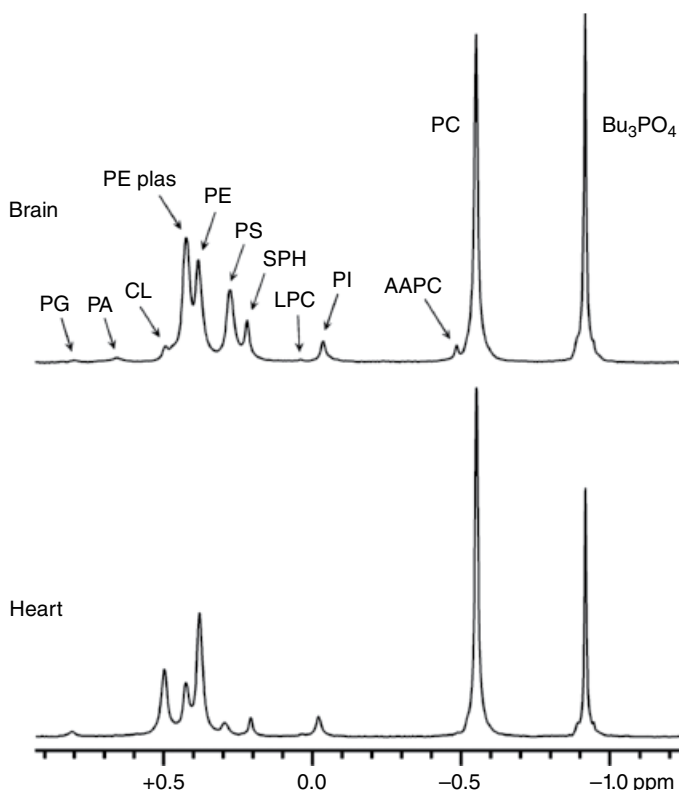 PC
Bu₃PO₄
PE plas
PE
Brain
PS
SPH
PG
PA
CL
LPC
PI
AAPC
Heart
+0.5
0.0
−0.5
−1.0 ppm